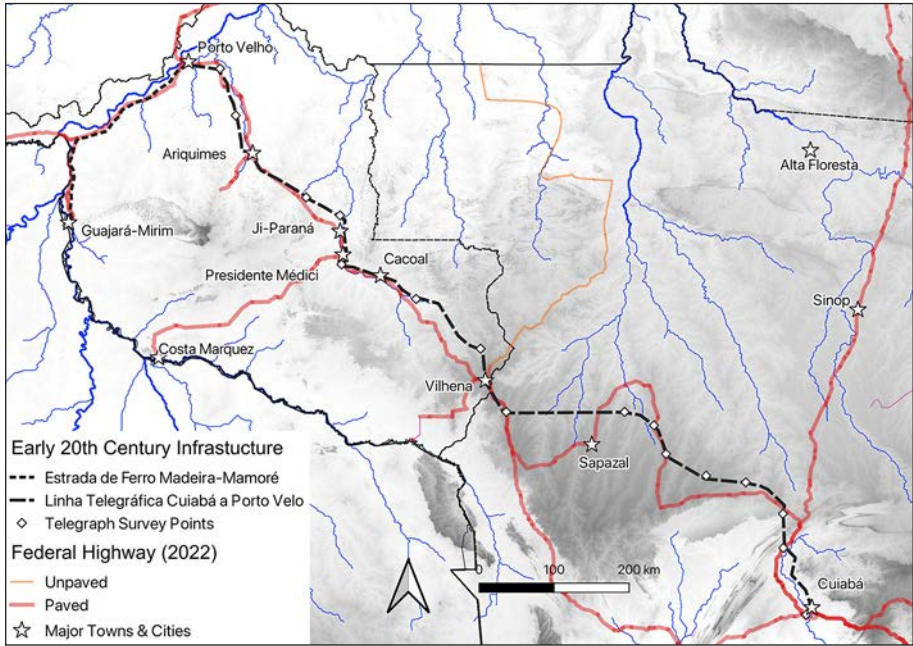 Porto Velho
Ariquimes
Alta Floresta
Guajará-Mirim
Ji-Paraná
Presidente Médici
Cacoal
Sinop
Costa Marquez
Vilhena
Sapazal
Cuiabá
Early 20th Century Infrastucture
Estrada de Ferro Madeira-Mamoré
Linha Telegráfica Cuiabá a Porto Velo
Telegraph Survey Points
Federal Highway (2022)
Unpaved
Paved
Major Towns & Cities
0 100 200 km